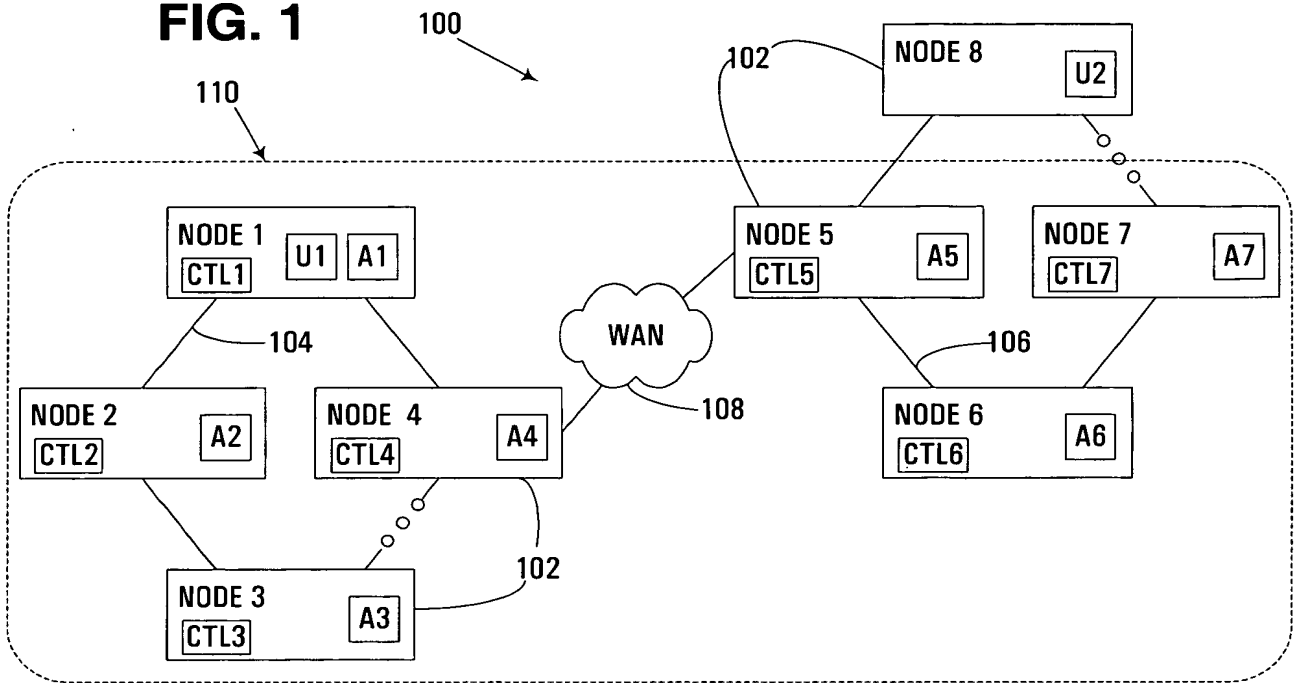 FIG. 1
100
110
102
NODE 8
U2
NODE 1
U1
A1
CTL1
NODE 5
A5
CTL5
NODE 7
A7
CTL7
104
WAN
106
108
NODE 2
A2
CTL2
NODE 4
A4
CTL4
NODE 6
A6
CTL6
102
NODE 3
A3
CTL3